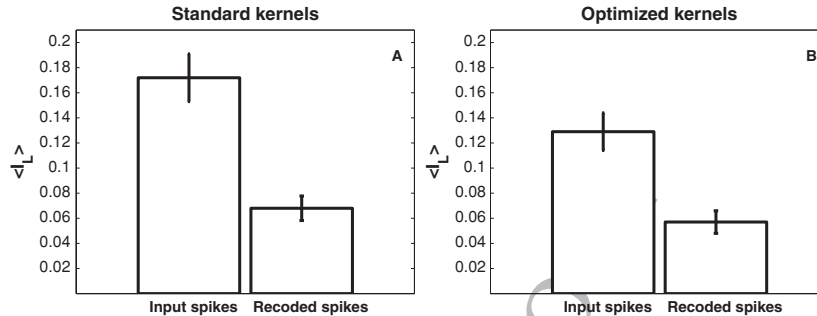 Standard kernels
0.2
0.18
0.16
0.14
0.12
0.1
0.08
0.06
0.04
0.02
<I_L>
A
Input spikes Recoded spikes
Optimized kernels
0.2
0.18
0.16
0.14
0.12
0.1
0.08
0.06
0.04
0.02
<I_L>
B
Input spikes Recoded spikes